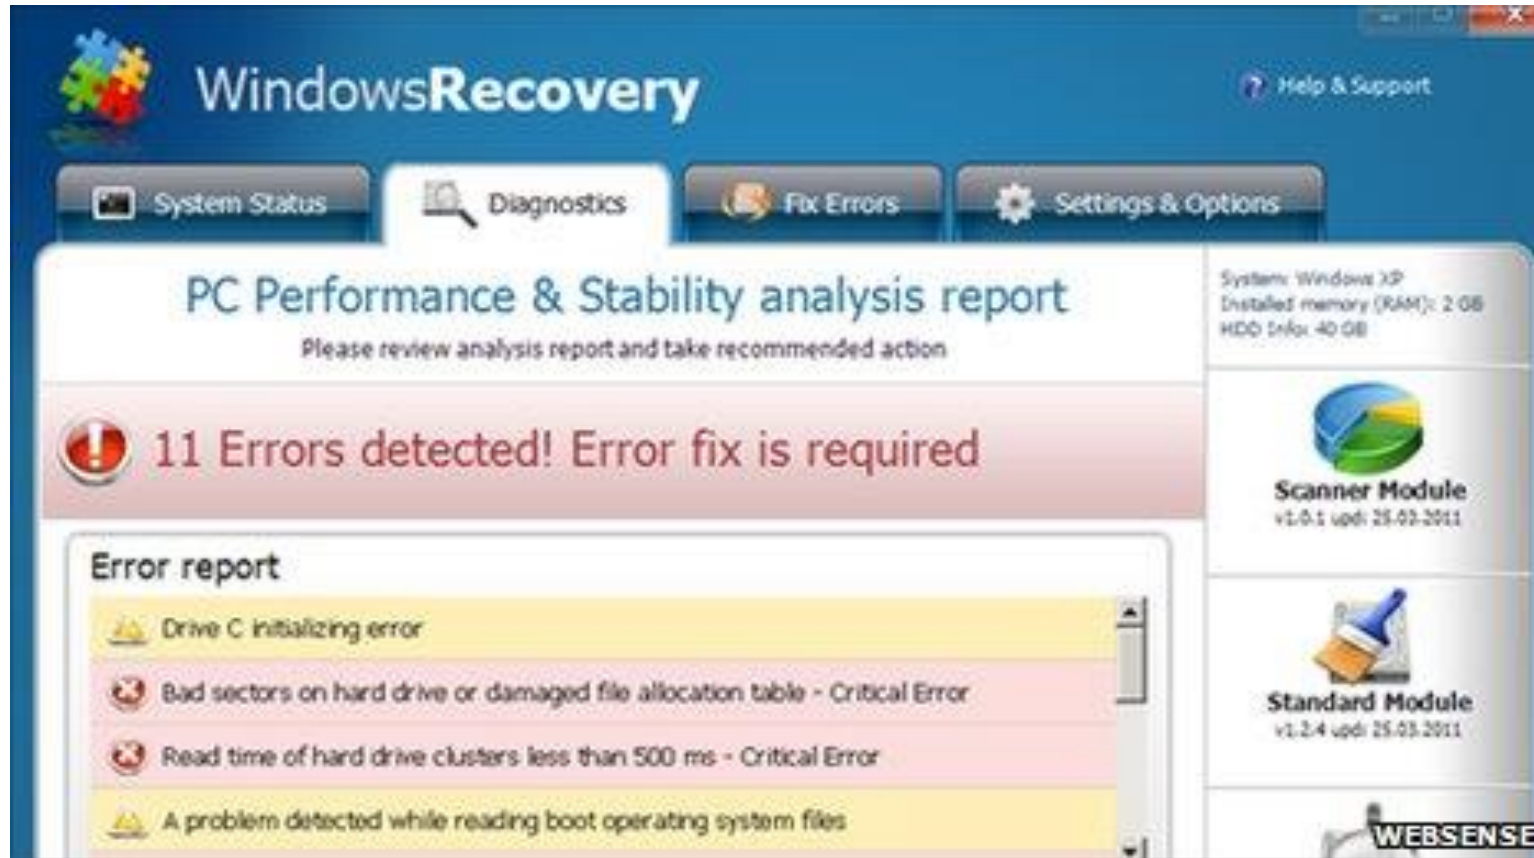 WindowsRecovery
Help & Support
System Status
Diagnostics
Fix Errors
Settings & Options
PC Performance & Stability analysis report
Please review analysis report and take recommended action
11 Errors detected! Error fix is required
Error report
Drive C initializing error
Bad sectors on hard drive or damaged file allocation table - Critical Error
Read time of hard drive clusters less than 500 ms - Critical Error
A problem detected while reading boot operating system files
System: Windows XP
Installed memory (RAM): 2 GB
HDD Info: 40 GB
Scanner Module
v1.0.1 upd: 25.03.2011
Standard Module
v1.2.4 upd: 25.03.2011
WEBSENSE